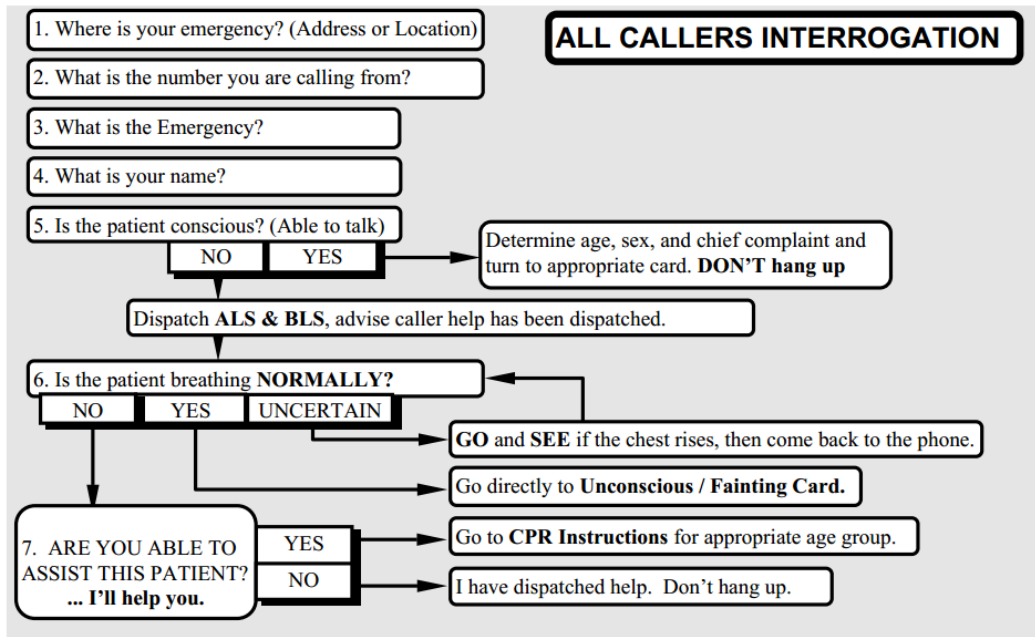 ALL CALLERS INTERROGATION
1. Where is your emergency? (Address or Location)
2. What is the number you are calling from?
3. What is the Emergency?
4. What is your name?
5. Is the patient conscious? (Able to talk)
NO
YES
Determine age, sex, and chief complaint and
turn to appropriate card. DON’T hang up
Dispatch ALS & BLS, advise caller help has been dispatched.
6. Is the patient breathing NORMALLY?
NO
YES
UNCERTAIN
GO and SEE if the chest rises, then come back to the phone.
Go directly to Unconscious / Fainting Card.
7. ARE YOU ABLE TO
ASSIST THIS PATIENT?
... I’ll help you.
YES
Go to CPR Instructions for appropriate age group.
NO
I have dispatched help. Don’t hang up.